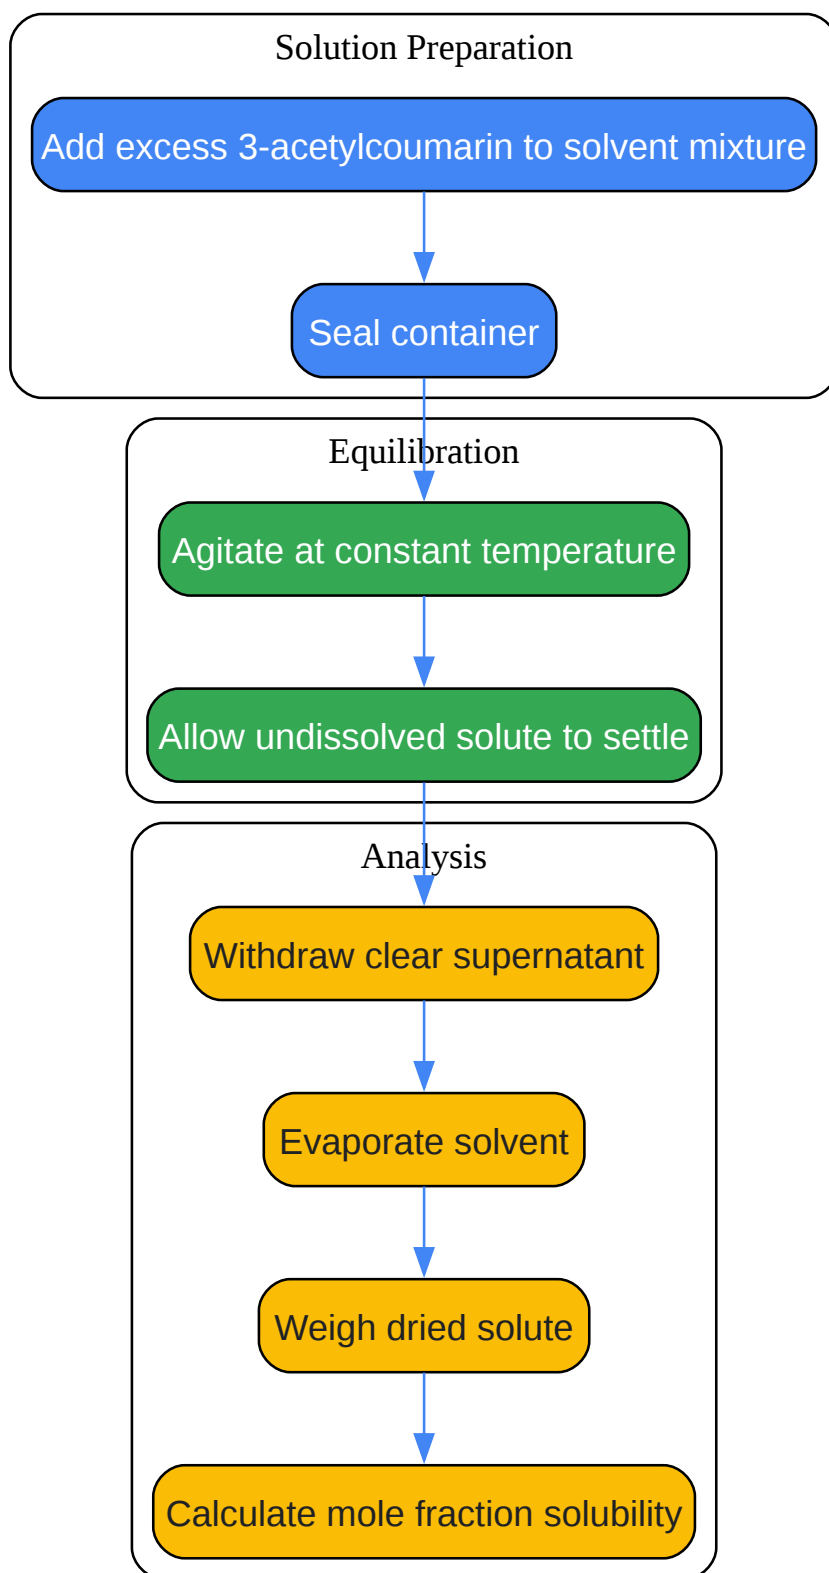 Solution Preparation
Add excess 3-acetylcoumarin to solvent mixture
Seal container
Equilibration
Agitate at constant temperature
Allow undissolved solute to settle
Analysis
Withdraw clear supernatant
Evaporate solvent
Weigh dried solute
Calculate mole fraction solubility